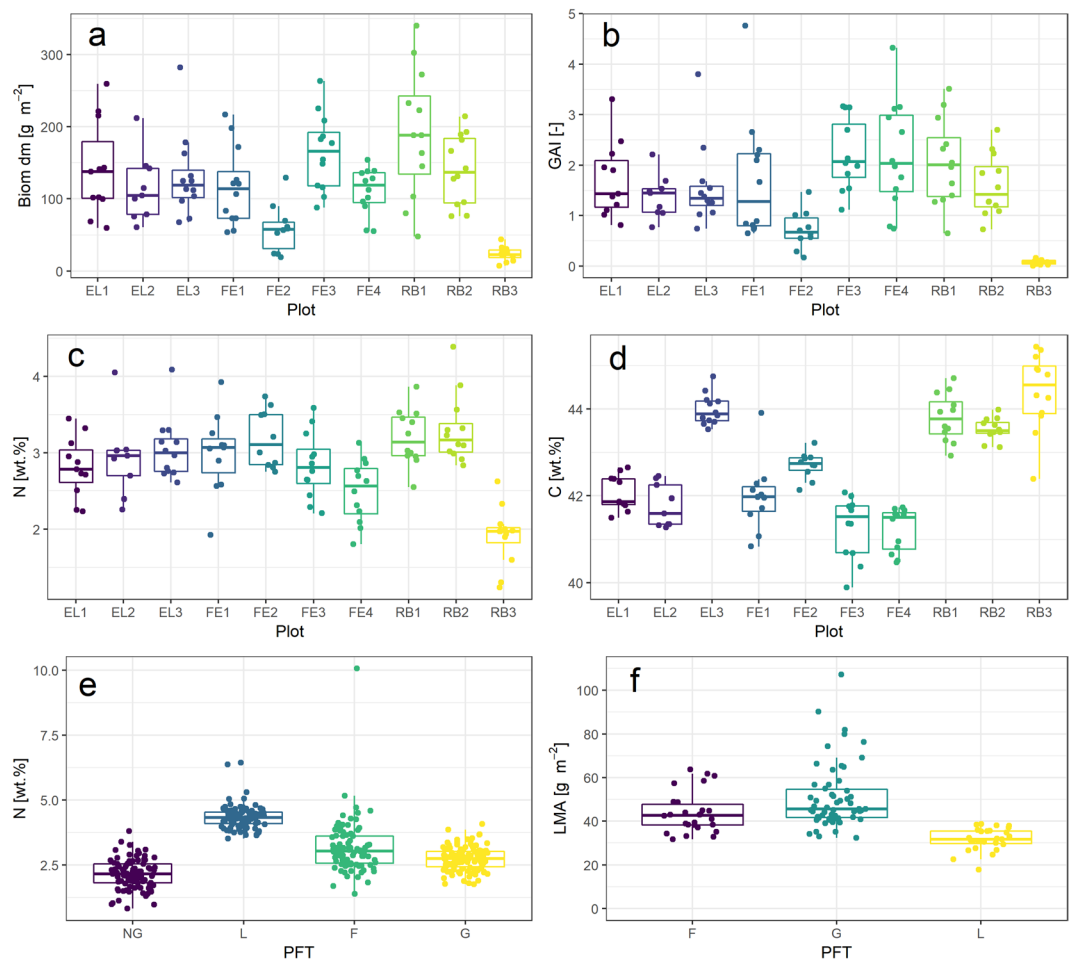 a
Biom dm [g m⁻²]
300
200
100
0
EL1 EL2 EL3 FE1 FE2 FE3 FE4 RB1 RB2 RB3
Plot
b
GAI [-]
5
4
3
2
1
0
EL1 EL2 EL3 FE1 FE2 FE3 FE4 RB1 RB2 RB3
Plot
c
N [wt.%]
4
3
2
EL1 EL2 EL3 FE1 FE2 FE3 FE4 RB1 RB2 RB3
Plot
d
C [wt.%]
44
42
40
EL1 EL2 EL3 FE1 FE2 FE3 FE4 RB1 RB2 RB3
Plot
e
N [wt.%]
10.0
7.5
5.0
2.5
NG L F G
PFT
f
LMA [g m⁻²]
100
80
60
40
20
0
F G L
PFT